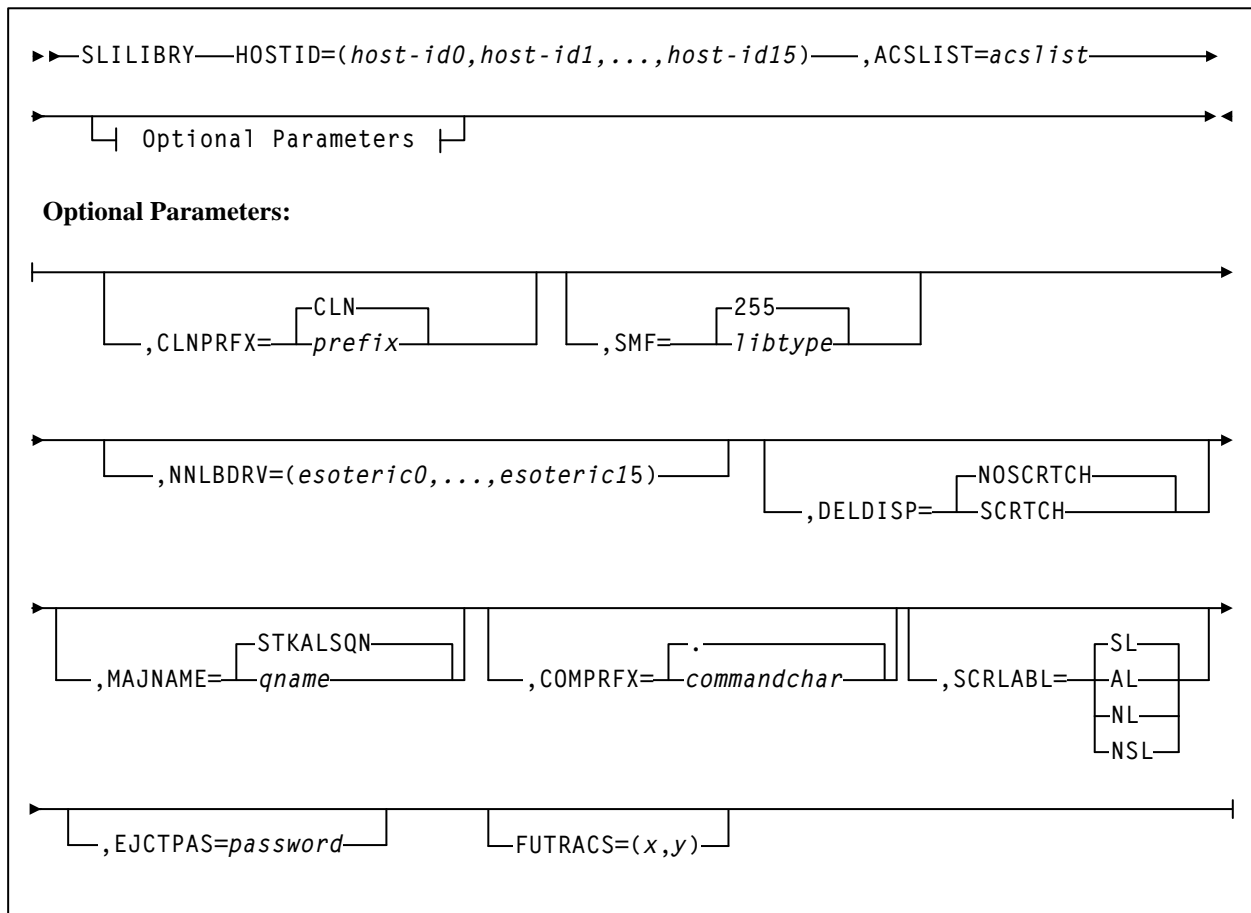 SLILIBRY HOSTID=(host-id0,host-id1,...,host-id15) ,ACSLIST=acslist
Optional Parameters
Optional Parameters:
CLN
,CLNPRFX= prefix
255
,SMF= libtype
,NNLBDRV=(esoteric0,...,esoteric15)
NOSCRTCH
,DELDISP= SCRTCH
STKALSQN
,MAJNAME= qname
.
,COMPRFX= commandchar
SL
,SCRLABL= AL
NL
NSL
,EJCTPAS=password
FUTRACS=(x,y)